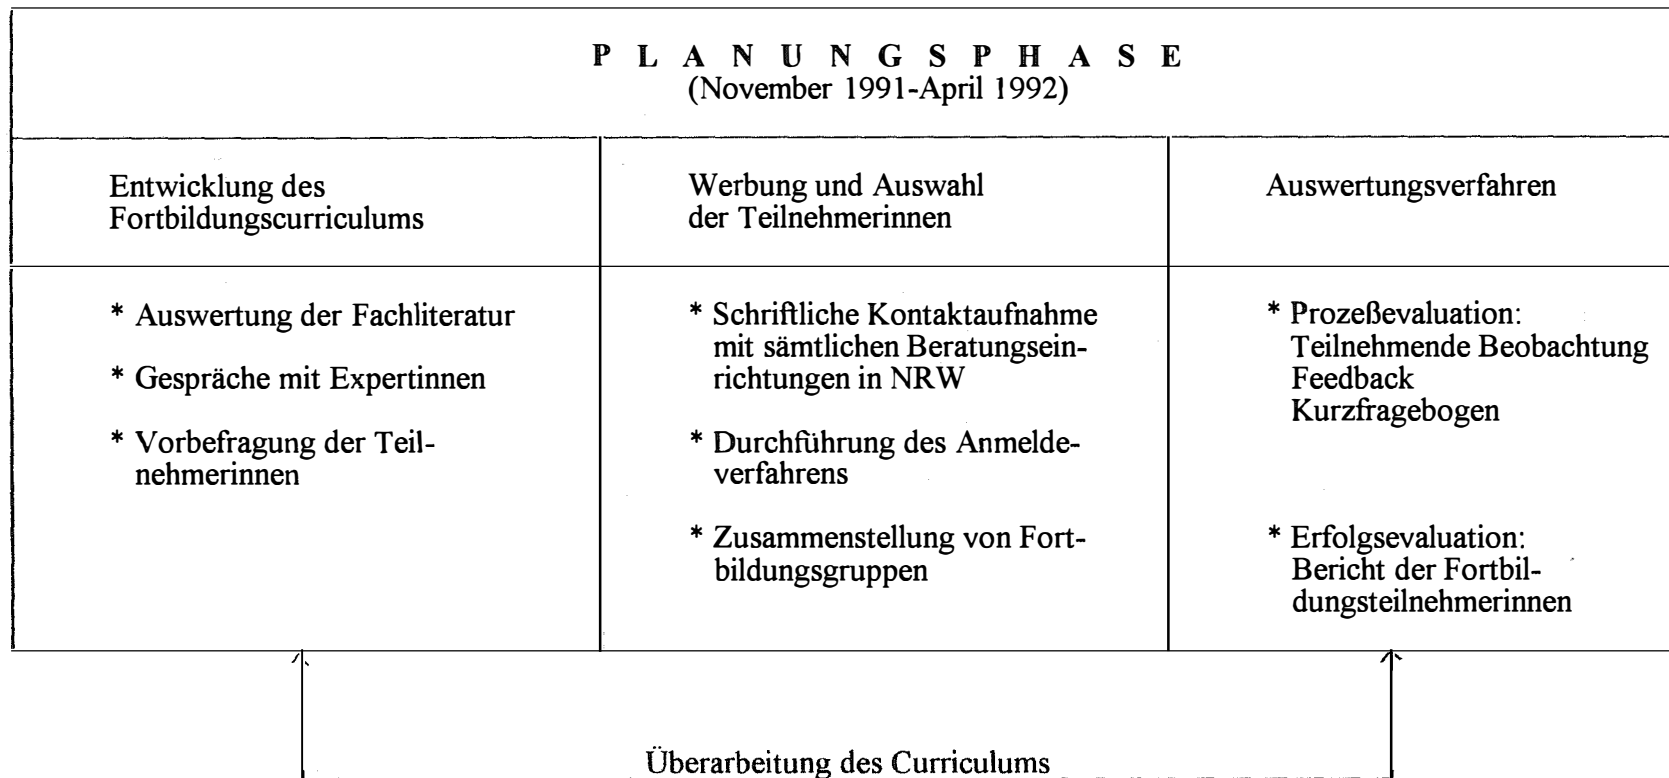 P L A N U N G S P H A S E
(November 1991-April 1992)
Entwicklung des
Fortbildungscurriculums
Werbung und Auswahl
der Teilnehmerinnen
Auswertungsverfahren
* Auswertung der Fachliteratur
* Gespräche mit Expertinnen
* Vorbefragung der Teil-
nehmerinnen
* Schriftliche Kontaktaufnahme
mit sämtlichen Beratungsein-
richtungen in NRW
* Durchführung des Anmelde-
verfahrens
* Zusammenstellung von Fort-
bildungsgruppen
* Prozeßevaluation:
Teilnehmende Beobachtung
Feedback
Kurzfragebogen
* Erfolgsevaluation:
Bericht der Fortbil-
dungsteilnehmerinnen
Überarbeitung des Curriculums